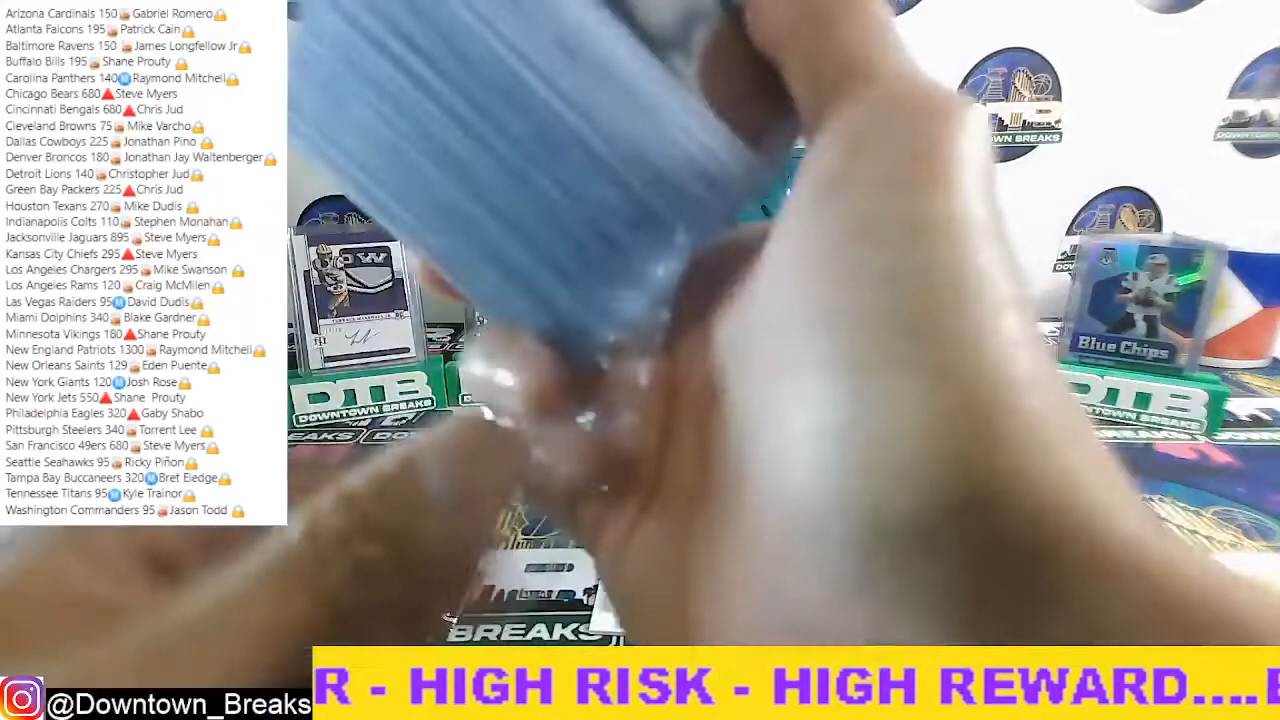 Arizona Cardinals 150 Gabriel Romero
Atlanta Falcons 195 Patrick Cain
Baltimore Ravens 150 James Longfellow Jr
Buffalo Bills 195 Shane Prouty
Carolina Panthers 140 M Raymond Mitchell
Chicago Bears 680 Steve Myers
Cincinnati Bengals 680 Chris Jud
Cleveland Browns 75 Mike Varcho
Dallas Cowboys 225 Jonathan Pino
Denver Broncos 180 Jonathan Jay Waltenberger
Detroit Lions 140 Christopher Jud
Green Bay Packers 225 Chris Jud
Houston Texans 270 Mike Dudis
Indianapolis Colts 110 Stephen Monahan
Jacksonville Jaguars 895 Steve Myers
Kansas City Chiefs 295 Steve Myers
Los Angeles Chargers 295 Mike Swanson
Los Angeles Rams 120 Craig McMilen
Las Vegas Raiders 95 M David Dudis
Miami Dolphins 340 Blake Gardner
Minnesota Vikings 180 Shane Prouty
New England Patriots 1300 Raymond Mitchell
New Orleans Saints 129 Eden Puente
New York Giants 120 M Josh Rose
New York Jets 550 Shane Prouty
Philadelphia Eagles 320 Gaby Shabo
Pittsburgh Steelers 340 Torrent Lee
San Francisco 49ers 680 Steve Myers
Seattle Seahawks 95 Ricky Piñon
Tampa Bay Buccaneers 320 M Bret Eledge
Tennessee Titans 95 M Kyle Trainor
Washington Commanders 95 Jason Todd
DTB
DOWNTOWN BREAKS
Blue Chips
DTB
DOWNTOWN BREAKS
BREAKS
@Downtown_Breaks
R - HIGH RISK - HIGH REWARD....